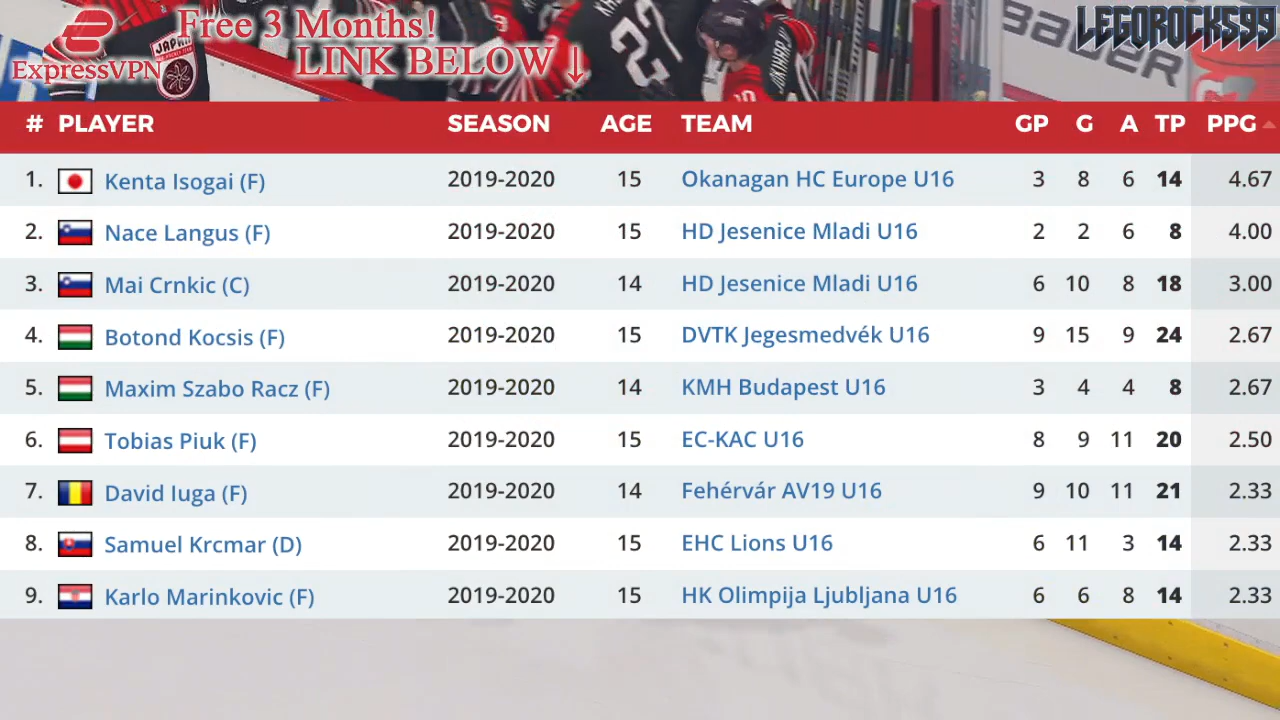 ExpressVPN
Free 3 Months!
LINK BELOW ↓
JAPAN
27
BAUER
LEGOROCKS99
# PLAYER SEASON AGE TEAM GP G A TP PPG
1. Kenta Isogai (F) 2019-2020 15 Okanagan HC Europe U16 3 8 6 14 4.67
2. Nace Langus (F) 2019-2020 15 HD Jesenice Mladi U16 2 2 6 8 4.00
3. Mai Crnkic (C) 2019-2020 14 HD Jesenice Mladi U16 6 10 8 18 3.00
4. Botond Kocsis (F) 2019-2020 15 DVTK Jegesmedvék U16 9 15 9 24 2.67
5. Maxim Szabo Racz (F) 2019-2020 14 KMH Budapest U16 3 4 4 8 2.67
6. Tobias Piuk (F) 2019-2020 15 EC-KAC U16 8 9 11 20 2.50
7. David Iuga (F) 2019-2020 14 Fehérvár AV19 U16 9 10 11 21 2.33
8. Samuel Krcmar (D) 2019-2020 15 EHC Lions U16 6 11 3 14 2.33
9. Karlo Marinkovic (F) 2019-2020 15 HK Olimpija Ljubljana U16 6 6 8 14 2.33